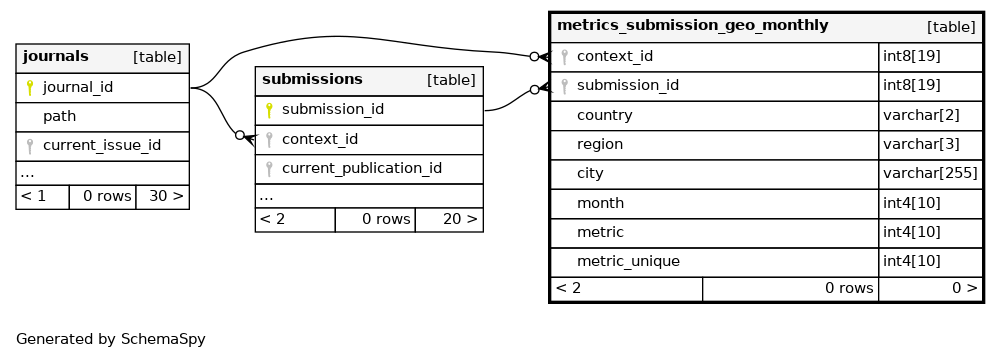 journals [table]
journal_id
path
current_issue_id
...
< 1 0 rows 30 >
submissions [table]
submission_id
context_id
current_publication_id
...
< 2 0 rows 20 >
metrics_submission_geo_monthly [table]
context_id int8[19]
submission_id int8[19]
country varchar[2]
region varchar[3]
city varchar[255]
month int4[10]
metric int4[10]
metric_unique int4[10]
< 2 0 rows 0 >
Generated by SchemaSpy